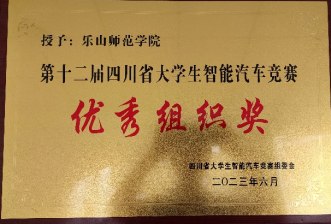 授予：乐山师范学院
第十二届四川省大学生智能汽车竞赛
优秀组织奖
四川省大学生智能汽车竞赛组委会
二〇二三年六月